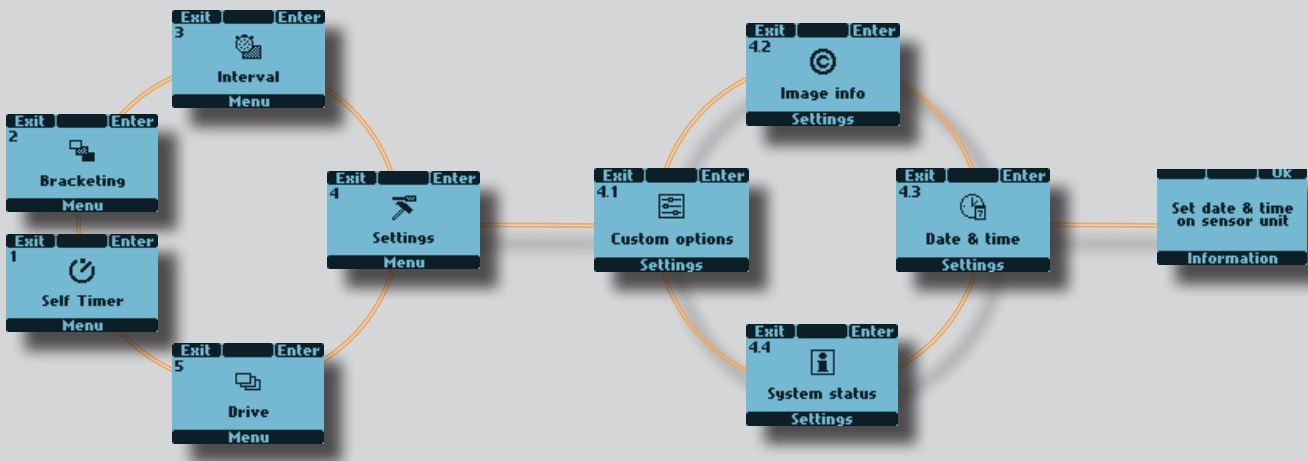 Exit Enter
3
Interval
Menu
Exit Enter
2
Bracketing
Menu
Exit Enter
1
Self Timer
Menu
Exit Enter
5
Drive
Menu
Exit Enter
4
Settings
Menu
Exit Enter
4.1
Custom options
Settings
Exit Enter
4.2
©
Image info
Settings
Exit Enter
4.3
Date & time
Settings
Exit Enter
4.4
System status
Settings
Ok
Set date & time
on sensor unit
Information